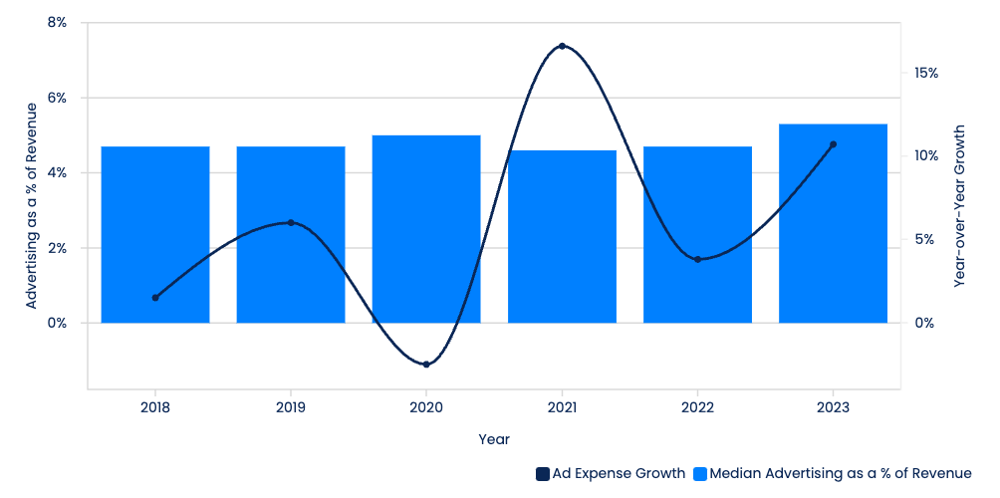 Advertising as a % of Revenue
8%
6%
4%
2%
0%
15%
10%
5%
0%
Year-over-Year Growth
2018 2019 2020 2021 2022 2023
Year
Ad Expense Growth Median Advertising as a % of Revenue